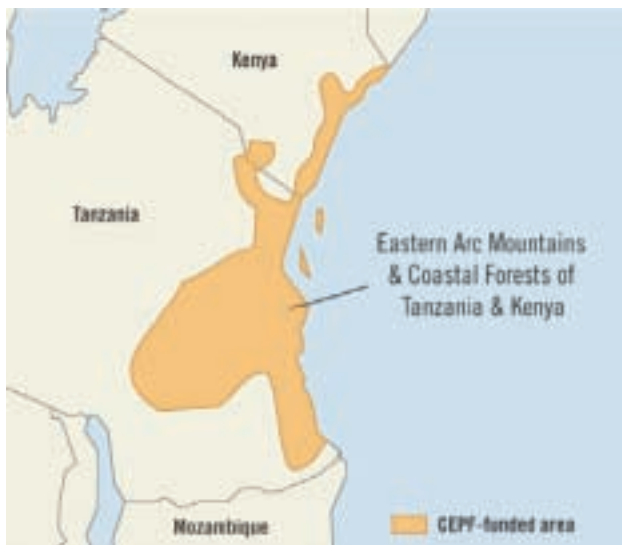 Kenya
Tanzania
Eastern Arc Mountains
& Coastal Forests of
Tanzania & Kenya
Mozambique
CEPF-funded area